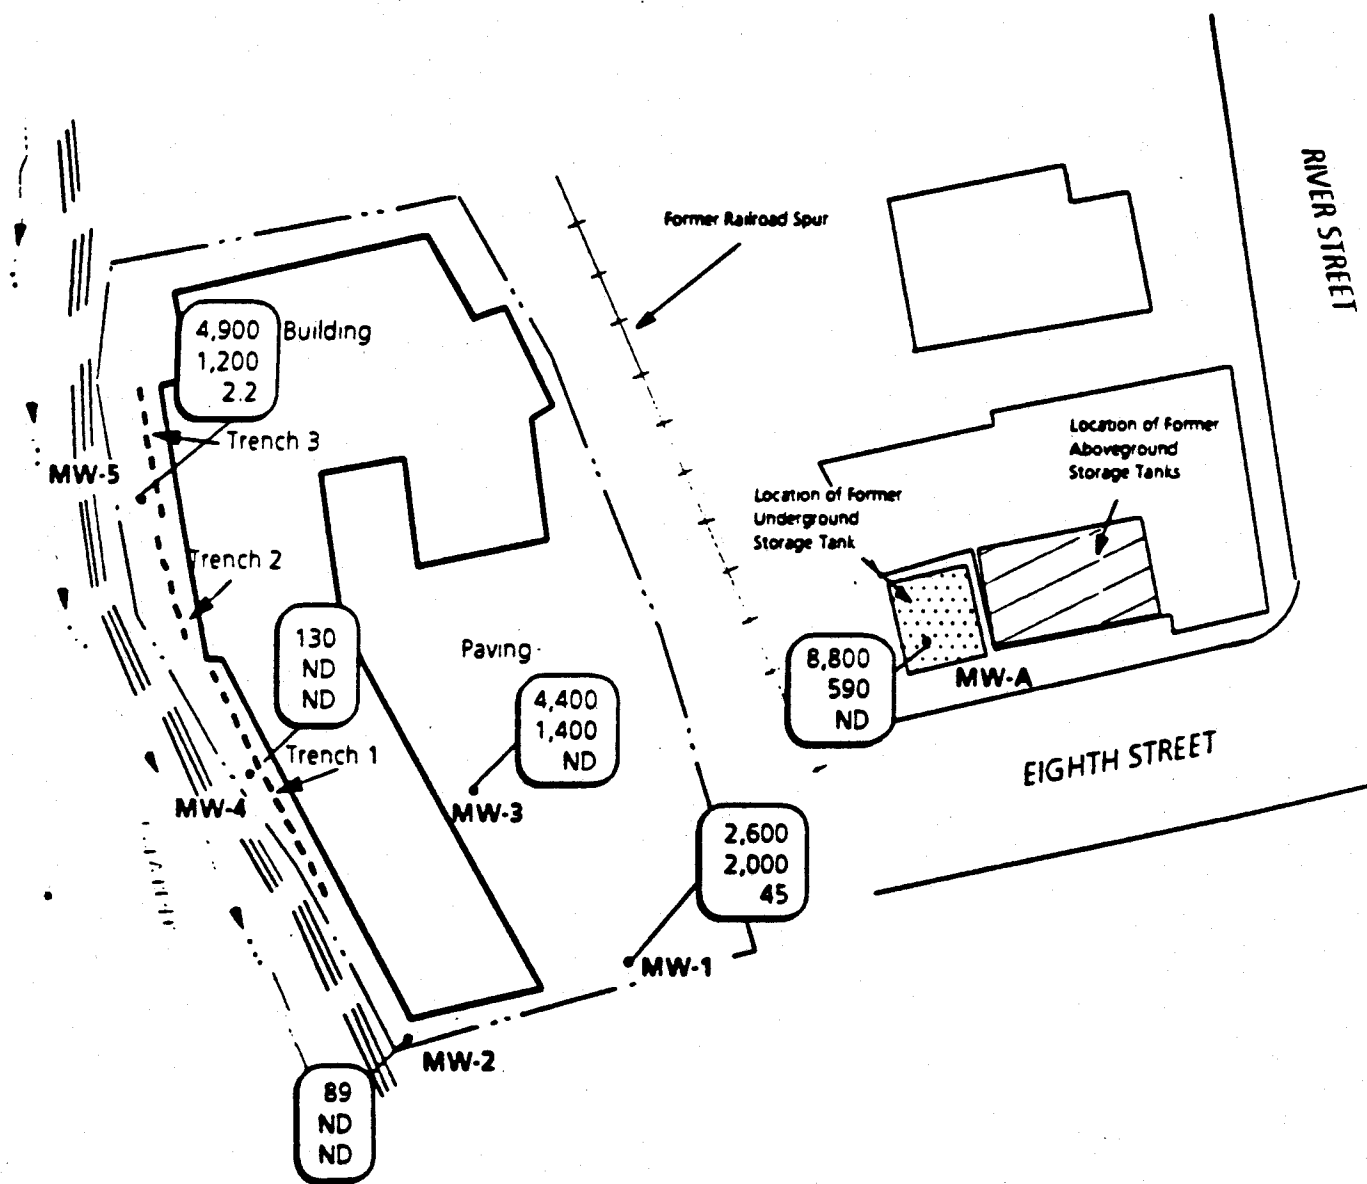 RIVER STREET
Former Railroad Spur
4,900
1,200
2.2
Building
Trench 3
MW-5
Location of Former
Aboveground
Storage Tanks
Location of Former
Underground
Storage Tank
Trench 2
130
ND
ND
Paving
4,400
1,400
ND
8,800
590
ND
MW-A
EIGHTH STREET
Trench 1
MW-4
MW-3
2,600
2,000
45
MW-1
MW-2
89
ND
ND